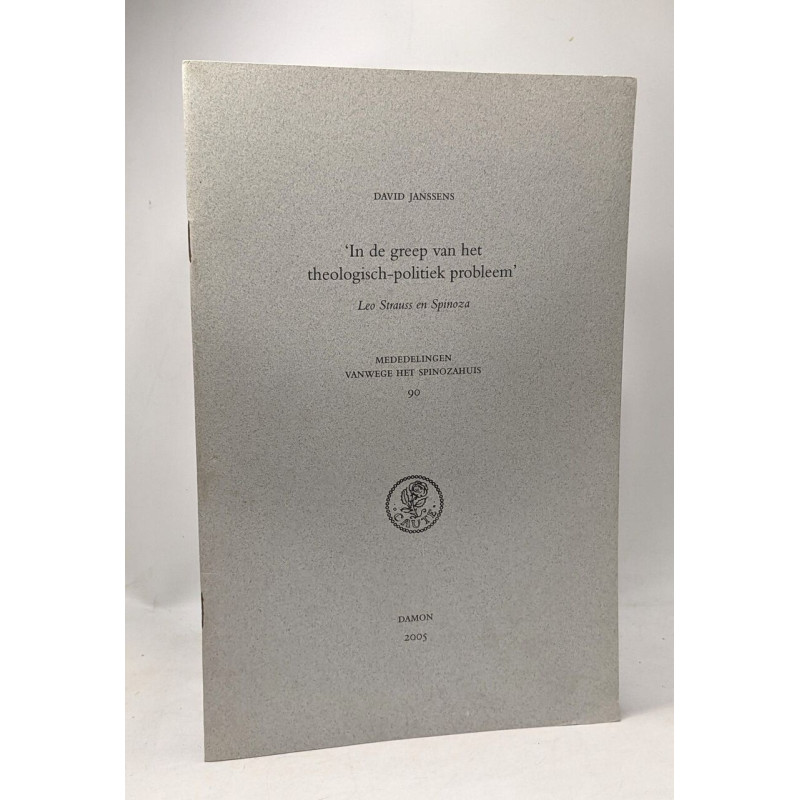 DAVID JANSSENS
‘In de greep van het
theologisch-politiek probleem’
Leo Strauss en Spinoza
MEDEDELINGEN
VANWEGE HET SPINOZAHUIS
90
CAUTE
DAMON
2005